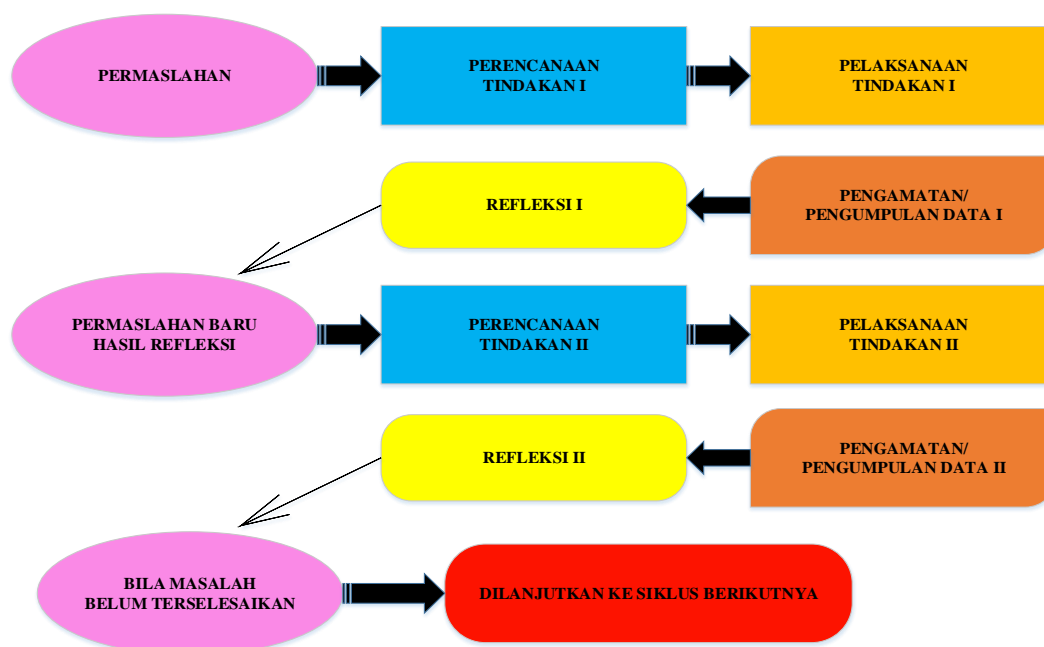 PERMASLAHAN
PERENCANAAN
TINDAKAN I
PELAKSANAAN
TINDAKAN I
REFLEKSI I
PENGAMATAN/
PENGUMPULAN DATA I
PERMASLAHAN BARU
HASIL REFLEKSI
PERENCANAAN
TINDAKAN II
PELAKSANAAN
TINDAKAN II
REFLEKSI II
PENGAMATAN/
PENGUMPULAN DATA II
BILA MASALAH
BELUM TERSELESAIKAN
DILANJUTKAN KE SIKLUS BERIKUTNYA